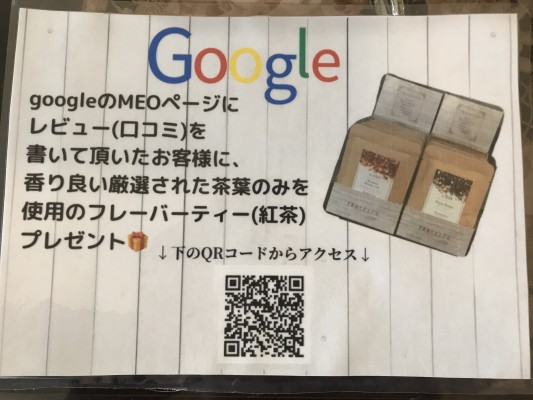 Google
googleのMEOページに
レビュー(口コミ)を
書いて頂いたお客様に、
香り良い厳選された茶葉のみを
使用のフレーバーティー(紅茶)
プレゼント🎁
↓下のQRコードからアクセス↓